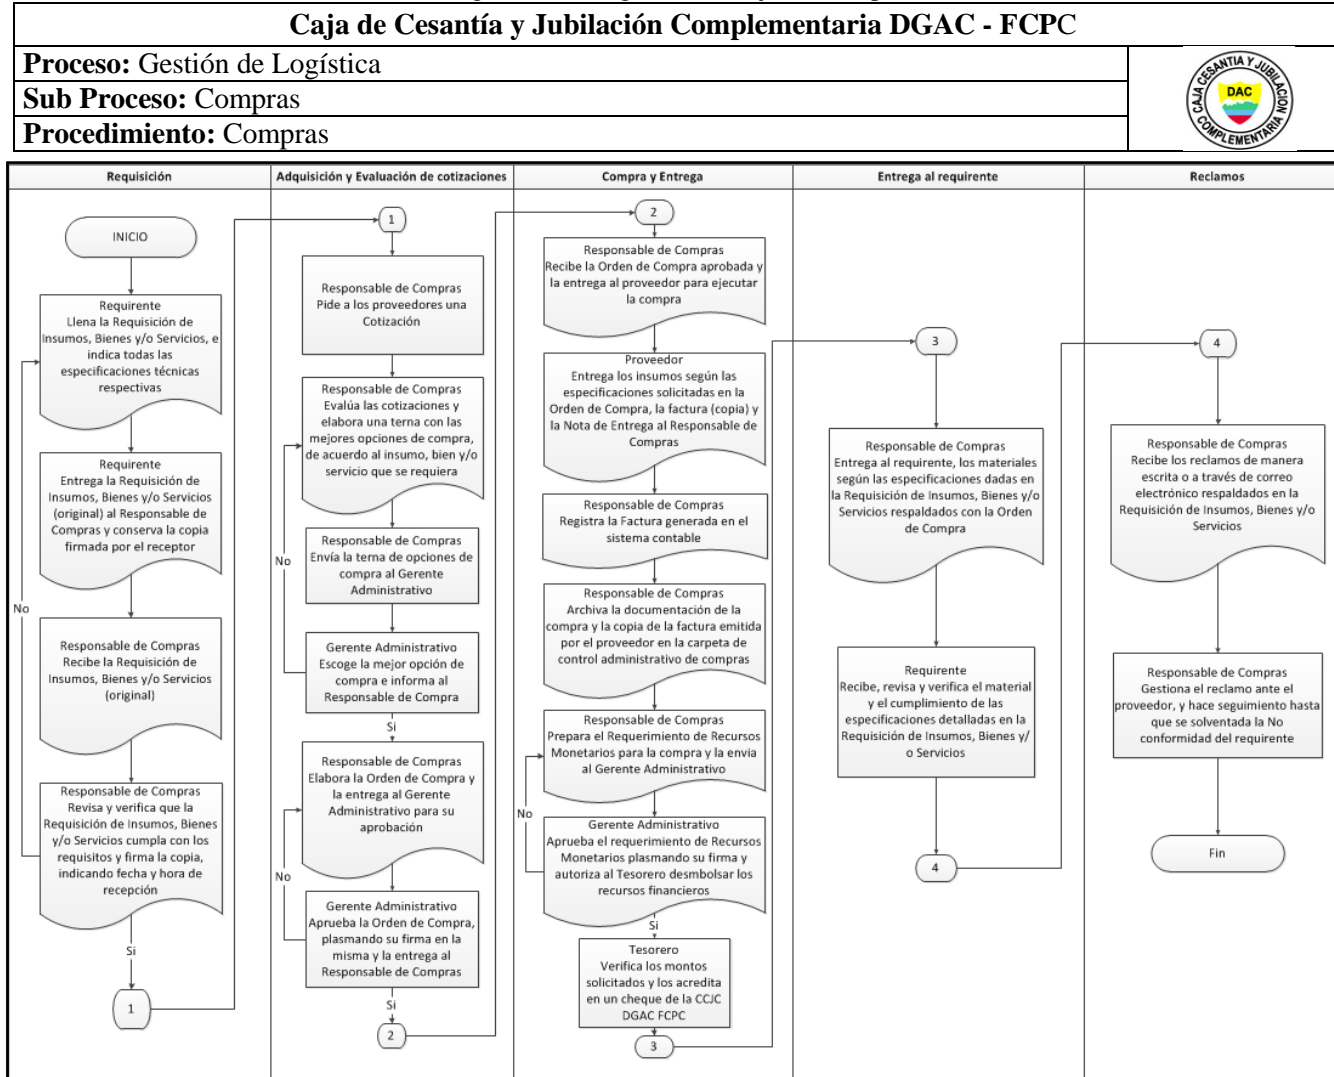 Caja de Cesantía y Jubilación Complementaria DGAC - FCPC
Proceso: Gestión de Logística
Sub Proceso: Compras
Procedimiento: Compras
CAJA CESANTIA Y JUBILACION
COMPLEMENTARIA
DAC
Requisición
INICIO
Requirente
Llena la Requisición de
Insumos, Bienes y/o Servicios, e
indica todas las
especificaciones técnicas
respectivas
Requirente
Entrega la Requisición de
Insumos, Bienes y/o Servicios
(original) al Responsable de
Compras y conserva la copia
firmada por el receptor
No
Responsable de Compras
Recibe la Requisición de
Insumos, Bienes y/o Servicios
(original)
Responsable de Compras
Revisa y verifica que la
Requisición de Insumos, Bienes
y/o Servicios cumpla con los
requisitos y firma la copia,
indicando fecha y hora de
recepción
Si
1
Adquisición y Evaluación de cotizaciones
1
Responsable de Compras
Pide a los proveedores una
Cotización
Responsable de Compras
Evalúa las cotizaciones y
elabora una terna con las
mejores opciones de compra,
de acuerdo al insumo, bien y/o
servicio que se requiera
No
Responsable de Compras
Envía la terna de opciones de
compra al Gerente
Administrativo
Gerente Administrativo
Escoge la mejor opción de
compra e informa al
Responsable de Compra
Si
Responsable de Compras
Elabora la Orden de Compra y
la entrega al Gerente
Administrativo para su
aprobación
No
Gerente Administrativo
Aprueba la Orden de Compra,
plasmando su firma en la
misma y la entrega al
Responsable de Compras
Si
2
Compra y Entrega
2
Responsable de Compras
Recibe la Orden de Compra aprobada y
la entrega al proveedor para ejecutar
la compra
Proveedor
Entrega los insumos según las
especificaciones solicitadas en la
Orden de Compra, la factura (copia) y
la Nota de Entrega al Responsable de
Compras
Responsable de Compras
Registra la Factura generada en el
sistema contable
Responsable de Compras
Archiva la documentación de la
compra y la copia de la factura emitida
por el proveedor en la carpeta de
control administrativo de compras
Responsable de Compras
Prepara el Requerimiento de Recursos
Monetarios para la compra y la envia
al Gerente Administrativo
No
Gerente Administrativo
Aprueba el requerimiento de Recursos
Monetarios plasmando su firma y
autoriza al Tesorero desmbolsar los
recursos financieros
Si
Tesorero
Verifica los montos
solicitados y los acredita
en un cheque de la CCJC
DGAC FCPC
3
Entrega al requirente
3
Responsable de Compras
Entrega al requirente, los materiales
según las especificaciones dadas en
la Requisición de Insumos, Bienes y/o
Servicios respaldados con la Orden
de Compra
Requirente
Recibe, revisa y verifica el material
y el cumplimiento de las
especificaciones detalladas en la
Requisición de Insumos, Bienes y/
o Servicios
4
Reclamos
4
Responsable de Compras
Recibe los reclamos de manera
escrita o a través de correo
electrónico respaldados en la
Requisición de Insumos, Bienes y/o
Servicios
Responsable de Compras
Gestiona el reclamo ante el
proveedor, y hace seguimiento hasta
que se solventada la No
conformidad del requirente
Fin